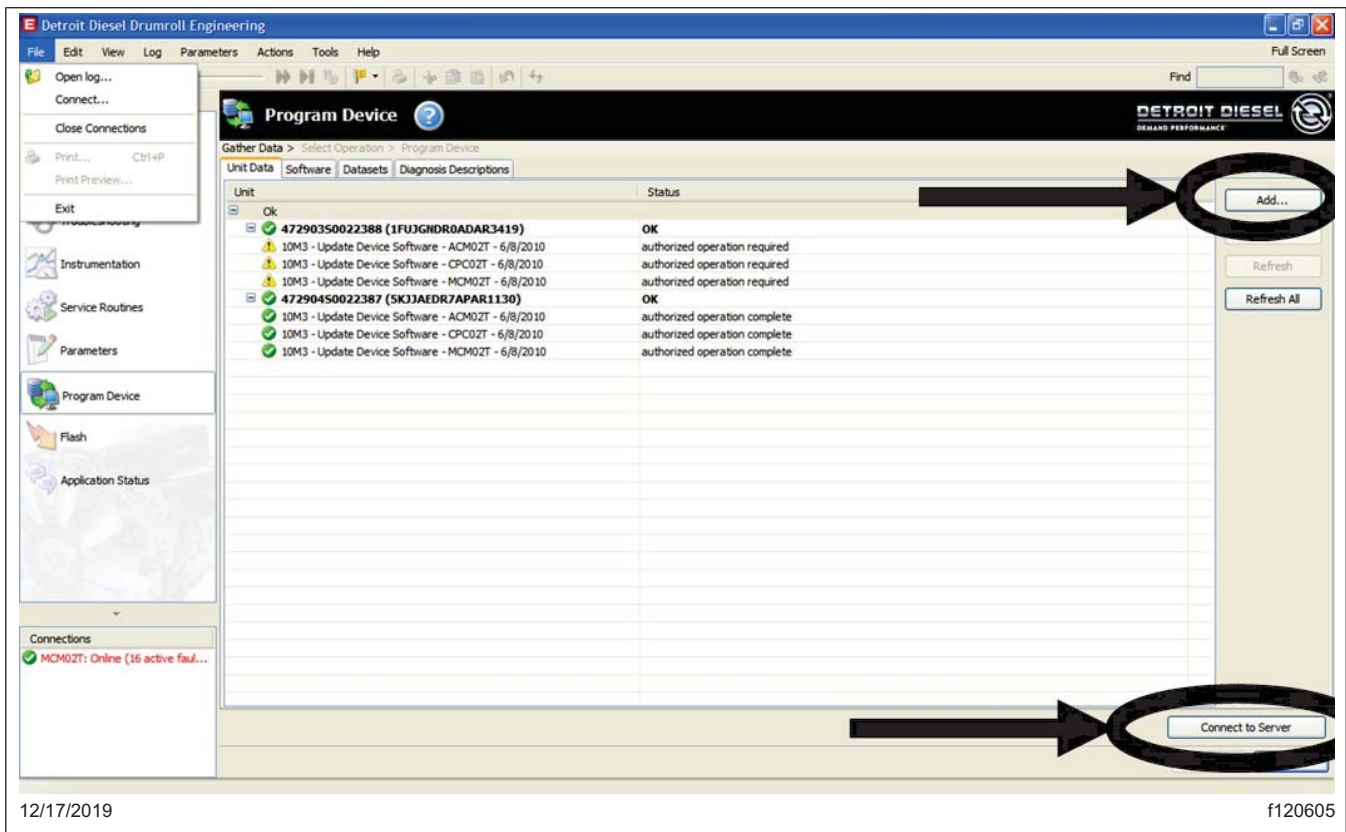 E Detroit Diesel Drumroll Engineering
File Edit View Log Parameters Actions Tools Help Full Screen
Open log...
Connect...
Close Connections
Print... Ctrl+P
Print Preview...
Exit
Find
Program Device ?
DETROIT DIESEL
DEMAND PERFORMANCE
Gather Data > Select Operation > Program Device
Unit Data Software Datasets Diagnosis Descriptions
Unit Status
Ok
47290350022388 (1FUJGNDR0ADAR3419) OK
10M3 - Update Device Software - ACM02T - 6/8/2010 authorized operation required
10M3 - Update Device Software - CPC02T - 6/8/2010 authorized operation required
10M3 - Update Device Software - MCM02T - 6/8/2010 authorized operation required
47290450022387 (5KJJAEDR7APAR1130) OK
10M3 - Update Device Software - ACM02T - 6/8/2010 authorized operation complete
10M3 - Update Device Software - CPC02T - 6/8/2010 authorized operation complete
10M3 - Update Device Software - MCM02T - 6/8/2010 authorized operation complete
Add...
Refresh
Refresh All
Instrumentation
Service Routines
Parameters
Program Device
Flash
Application Status
Connections
MCM02T: Online (16 active faul...
Connect to Server
12/17/2019 f120605